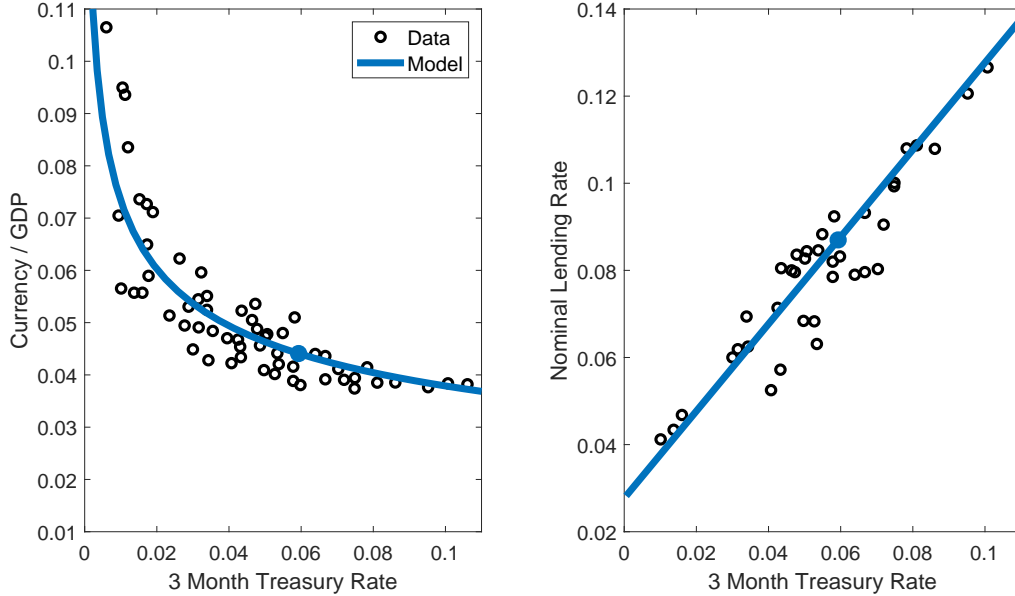 0.11
0.1
0.09
0.08
0.07
0.06
0.05
0.04
0.03
0.02
0.01
Currency / GDP
Data
Model
0 0.02 0.04 0.06 0.08 0.1
3 Month Treasury Rate
0.14
0.12
0.1
0.08
0.06
0.04
0.02
Nominal Lending Rate
0 0.02 0.04 0.06 0.08 0.1
3 Month Treasury Rate